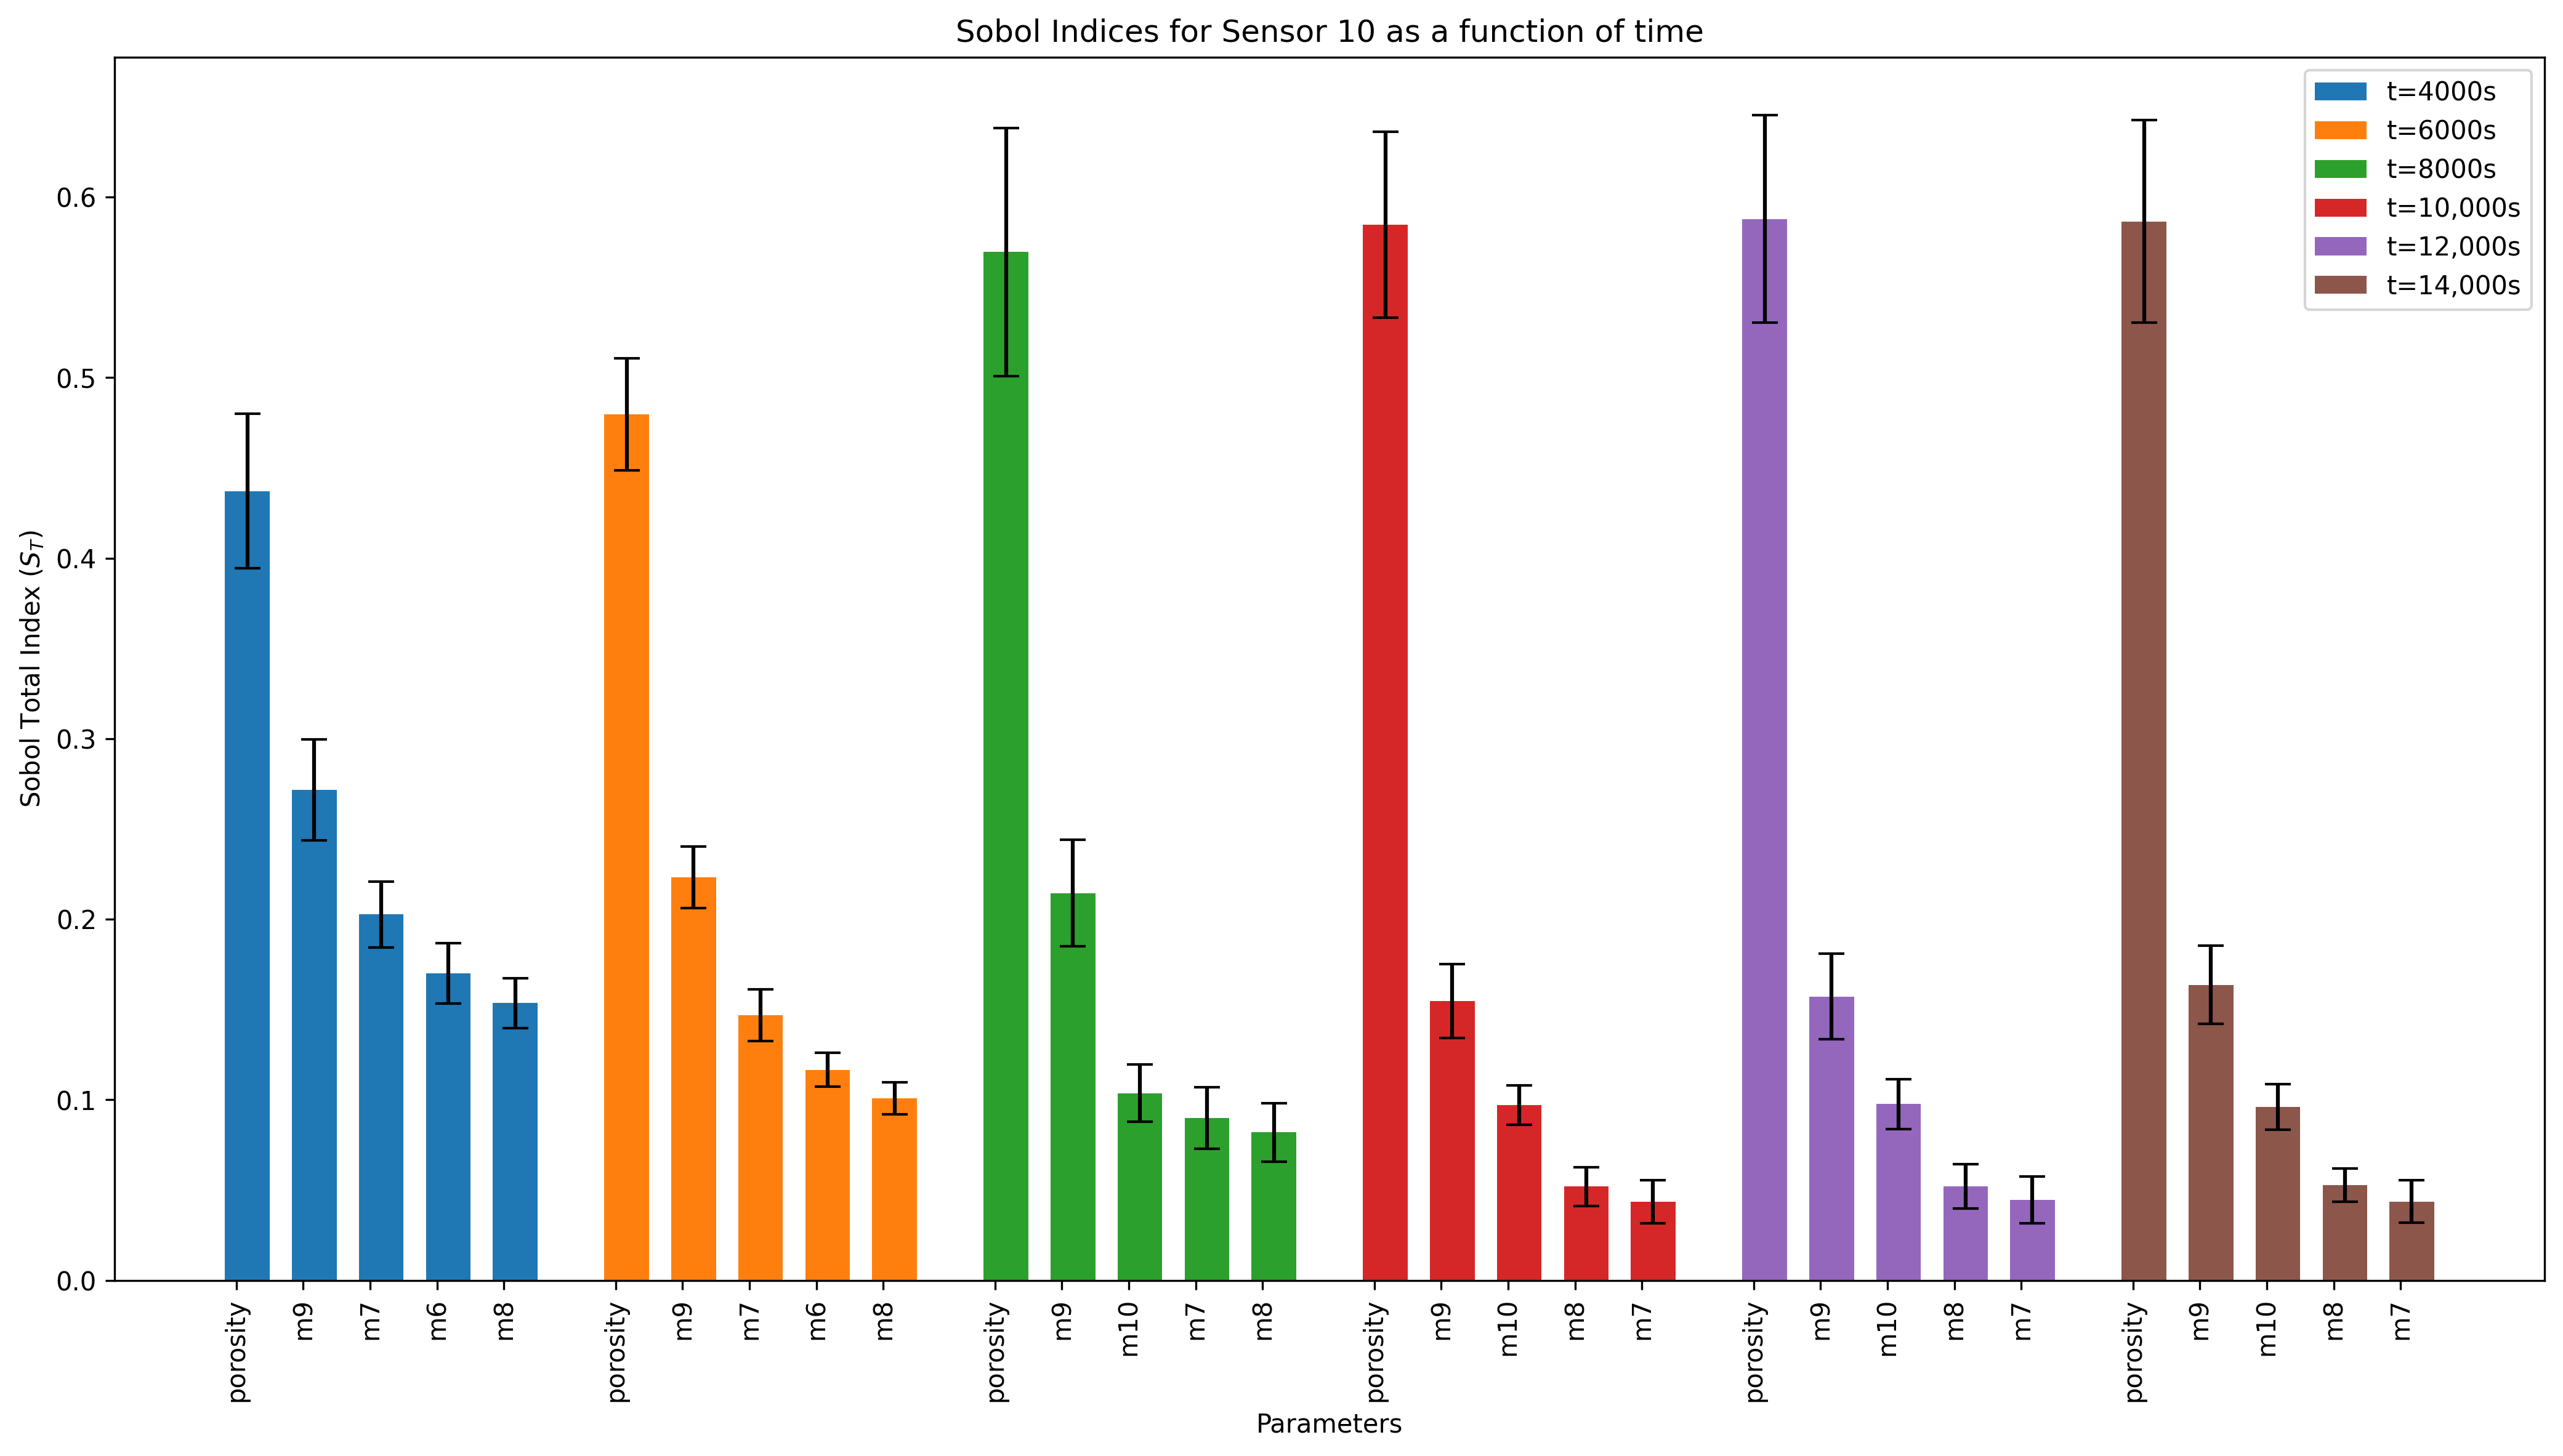 Sobol Indices for Sensor 10 as a function of time
t=4000s
t=6000s
t=8000s
t=10,000s
t=12,000s
t=14,000s
Sobol Total Index (S_T)
0.6
0.5
0.4
0.3
0.2
0.1
0.0
porosity m9 m7 m6 m8 porosity m9 m7 m6 m8 porosity m9 m10 m7 m8 porosity m9 m10 m8 m7 porosity m9 m10 m8 m7 porosity m9 m10 m8 m7
Parameters